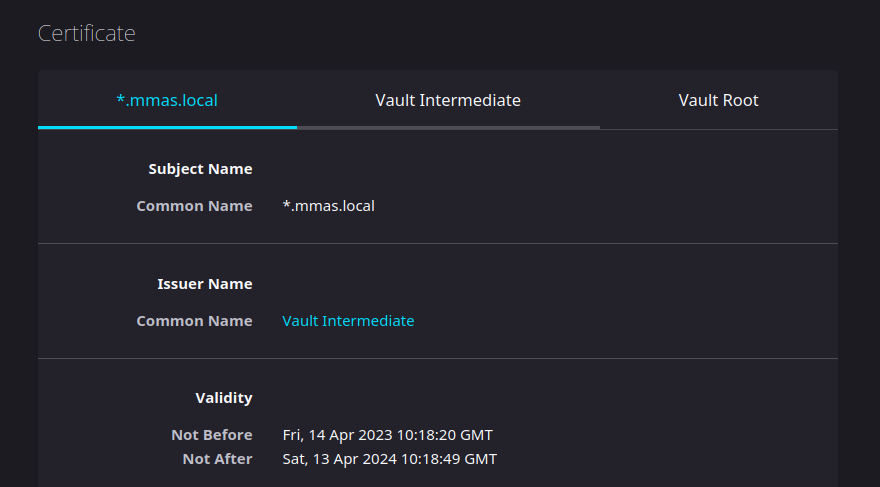 Certificate
*.mmas.local Vault Intermediate Vault Root
Subject Name
Common Name *.mmas.local
Issuer Name
Common Name Vault Intermediate
Validity
Not Before Fri, 14 Apr 2023 10:18:20 GMT
Not After Sat, 13 Apr 2024 10:18:49 GMT